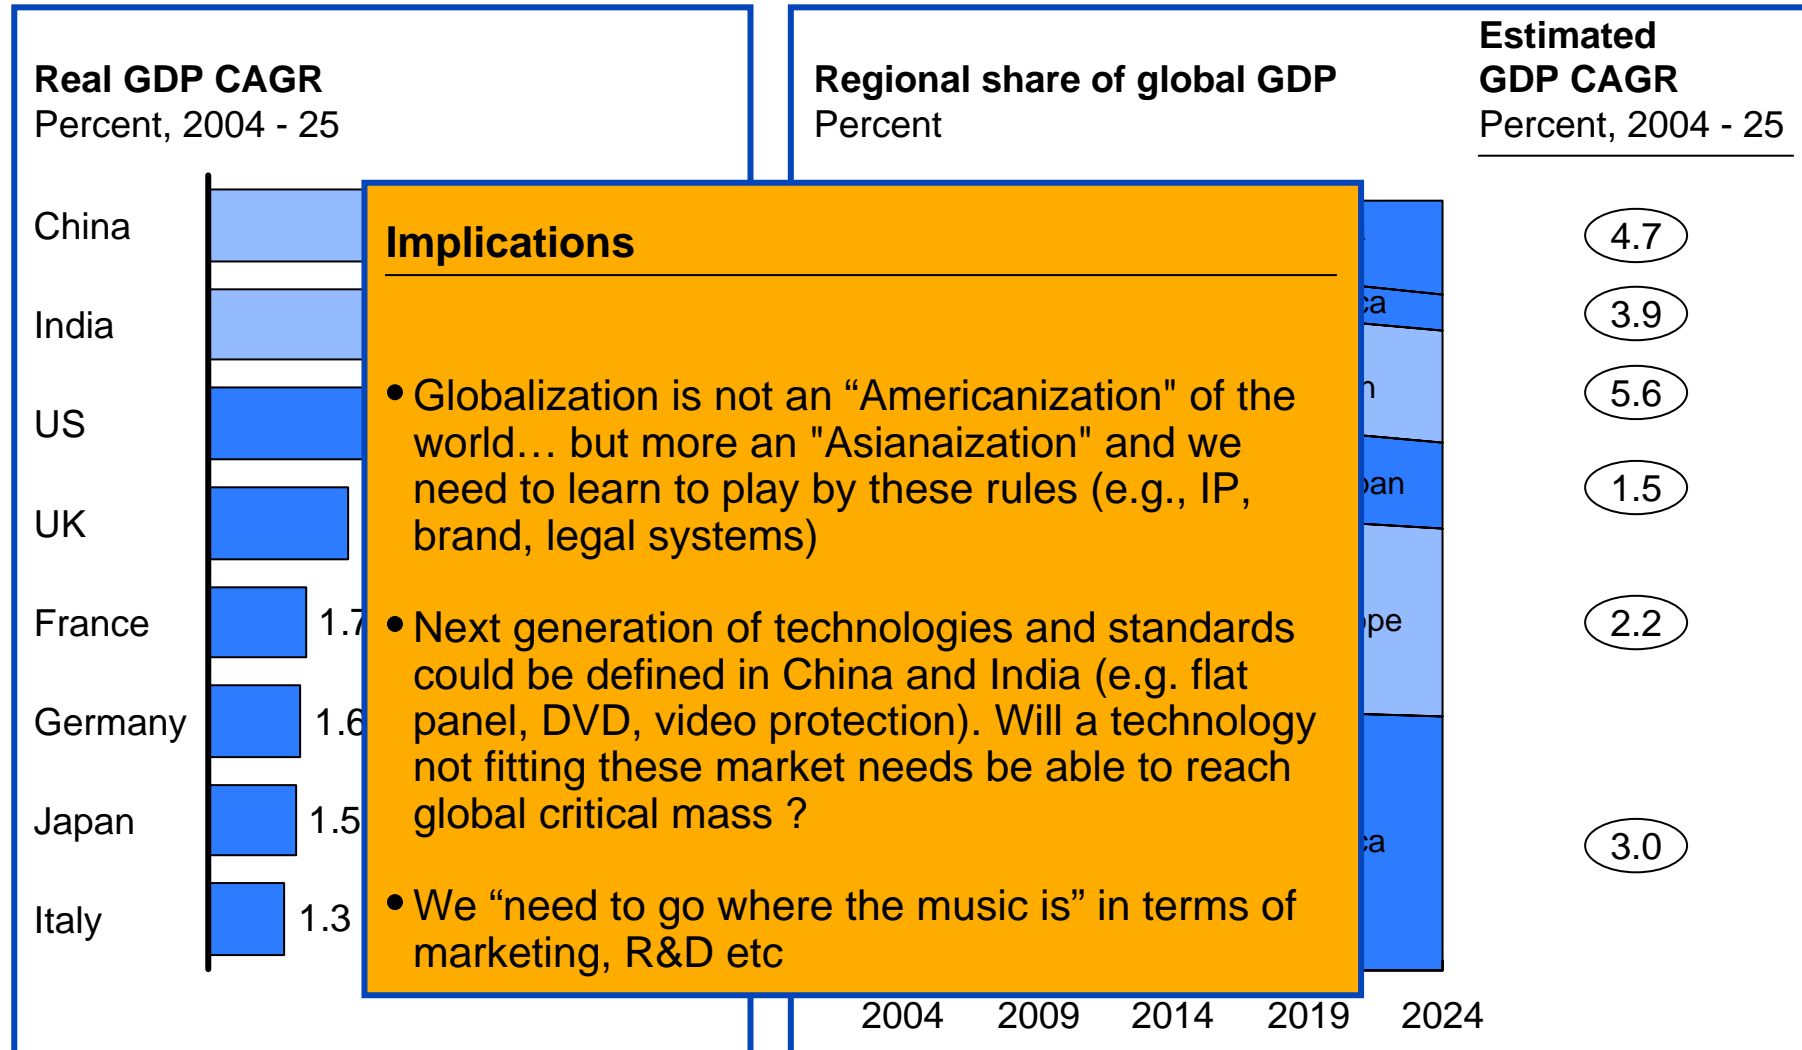 Real GDP CAGR
Percent, 2004 - 25
China
India
US
UK
France
1.7
Germany
1.6
Japan
1.5
Italy
1.3
Implications
•Globalization is not an “Americanization" of the
world… but more an "Asianaization" and we
need to learn to play by these rules (e.g., IP,
brand, legal systems)
•Next generation of technologies and standards
could be defined in China and India (e.g. flat
panel, DVD, video protection). Will a technology
not fitting these market needs be able to reach
global critical mass ?
•We “need to go where the music is” in terms of
marketing, R&D etc
Regional share of global GDP
Percent
2004 2009 2014 2019 2024
Estimated
GDP CAGR
Percent, 2004 - 25
4.7
3.9
5.6
1.5
2.2
3.0